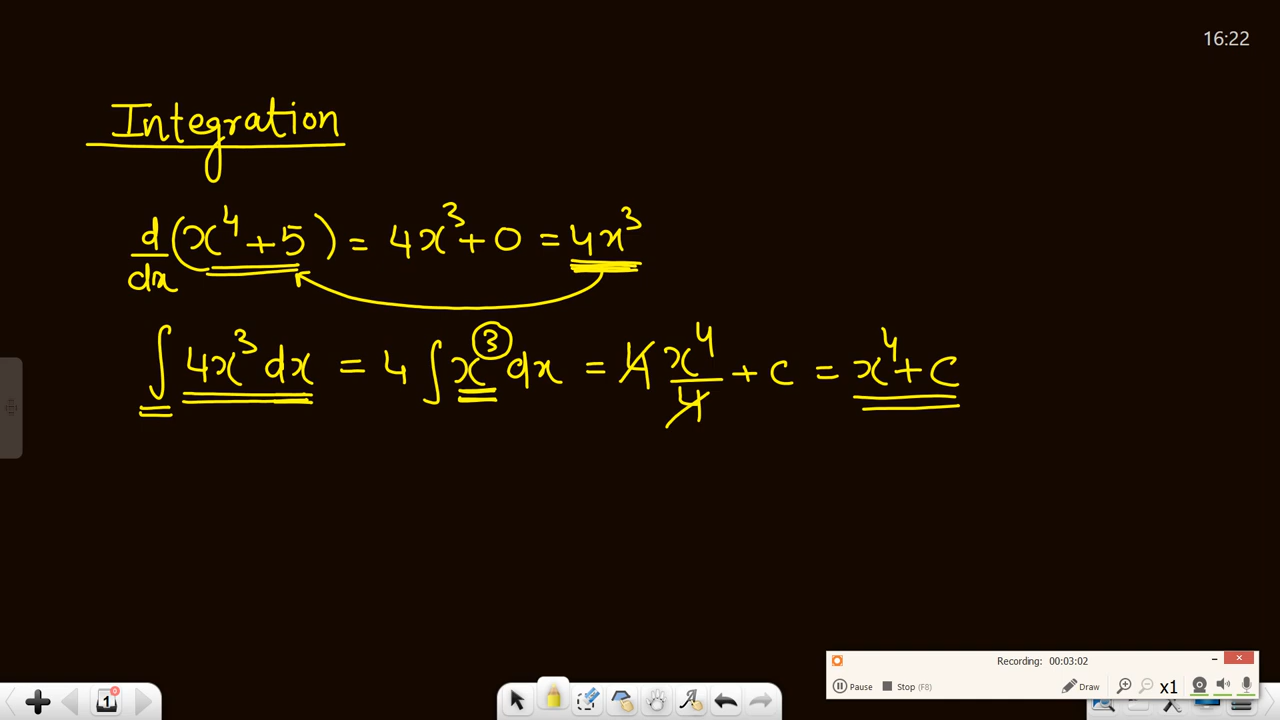 16:22
Integration
d/dx (x⁴ + 5) = 4x³ + 0 = 4x³
∫ 4x³ dx = 4 ∫ x³ dx = 4 x⁴/4 + c = x⁴ + c
Recording: 00:03:02
Pause Stop (F8) Draw x1
1 0